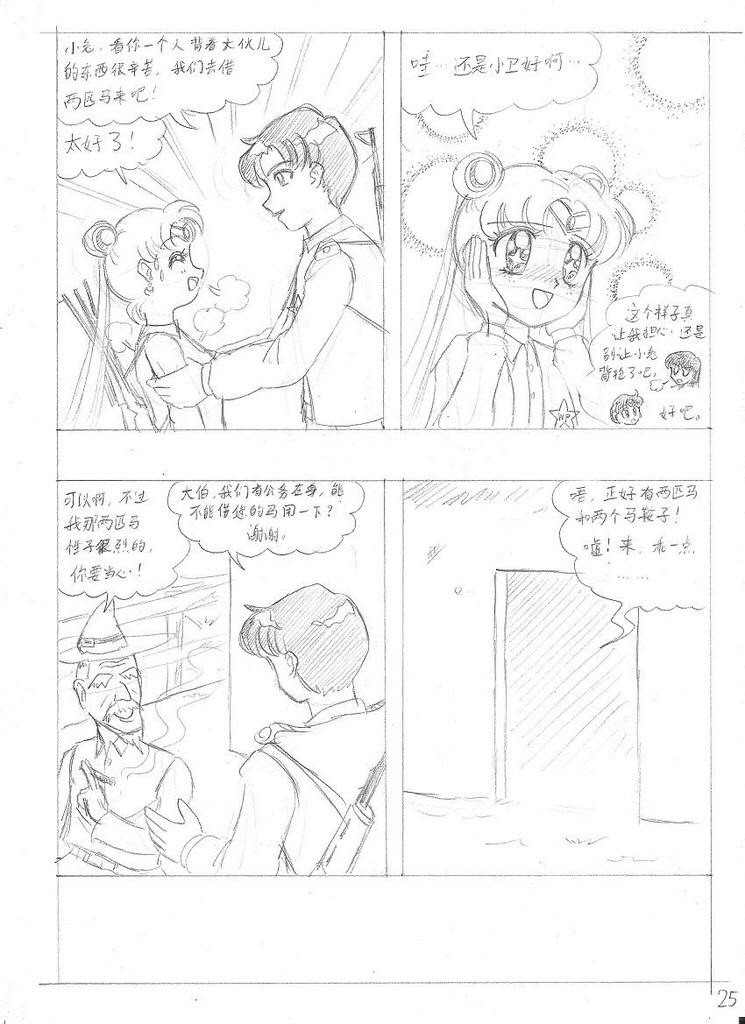 小兔，看你一个人背着大伙儿
的东西很辛苦，我们去借
两匹马来吧！
太好了！
哇…还是小卫好啊…
这个样子真
让我担心…还是
别让小兔
背枪了吧。
好吧。
大伯，我们有公务在身，能
不能借您的马用一下？
谢谢。
可以啊，不过
我那两匹马
性子很烈的，
你要当心！
唔，正好有两匹马
和两个马鞍子！
嘘！来，乖一点
……
25